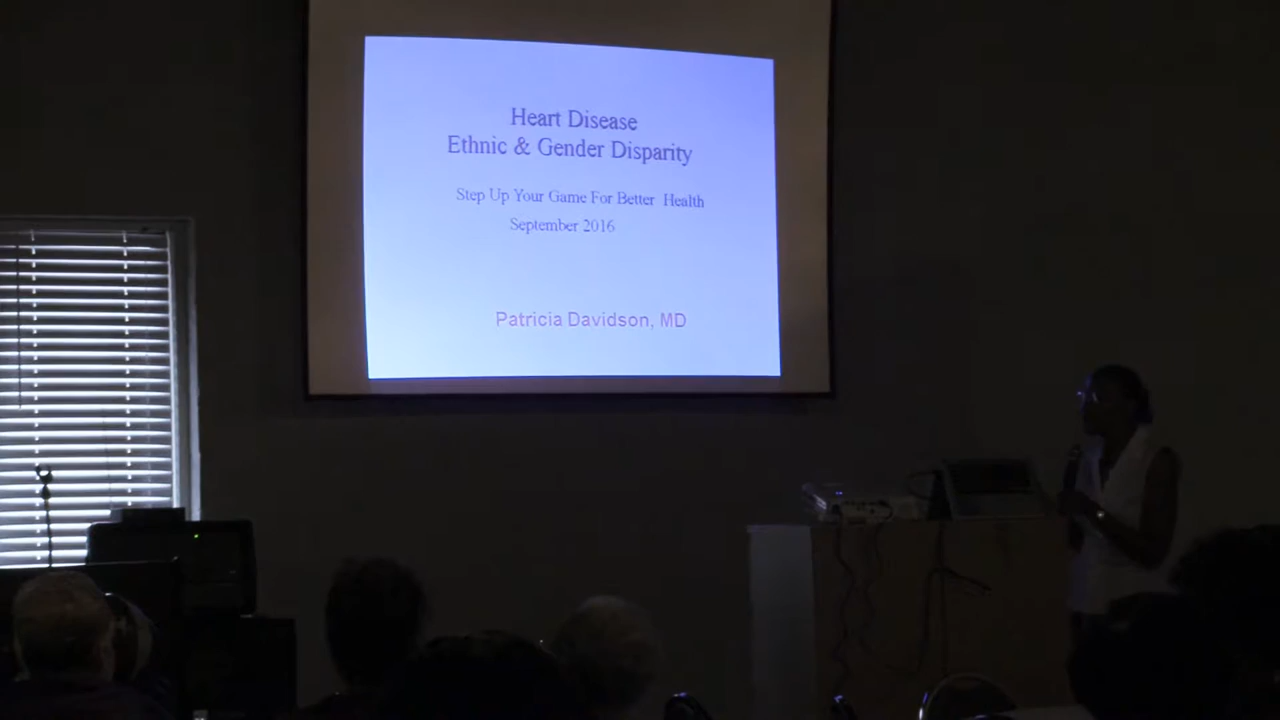 Heart Disease
Ethnic & Gender Disparity
Step Up Your Game For Better Health
September 2016
Patricia Davidson, MD